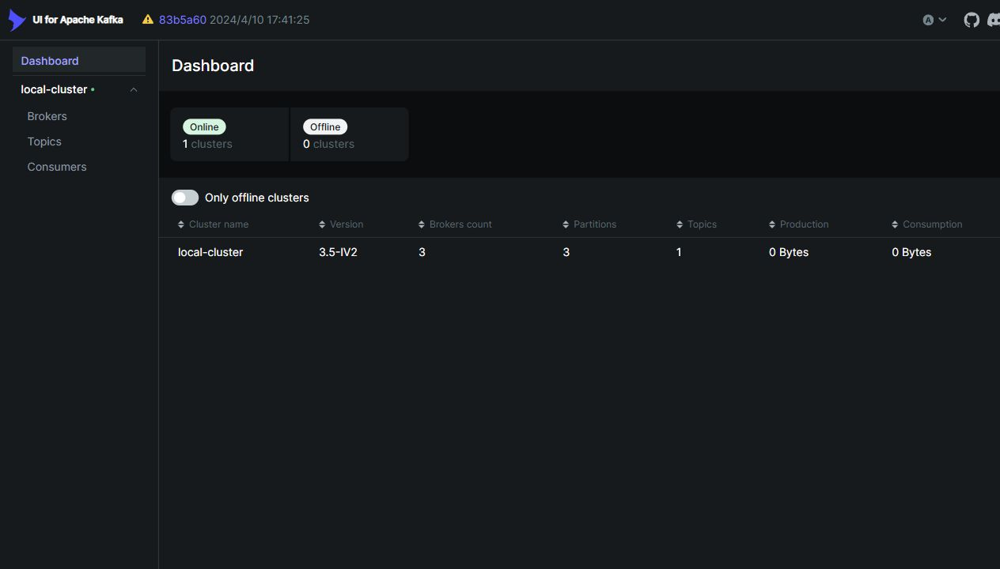 UI for Apache Kafka 83b5a60 2024/4/10 17:41:25 A
Dashboard
local-cluster
Brokers
Topics
Consumers
Dashboard
Online Offline
1 clusters 0 clusters
Only offline clusters
Cluster name Version Brokers count Partitions Topics Production Consumption
local-cluster 3.5-IV2 3 3 1 0 Bytes 0 Bytes